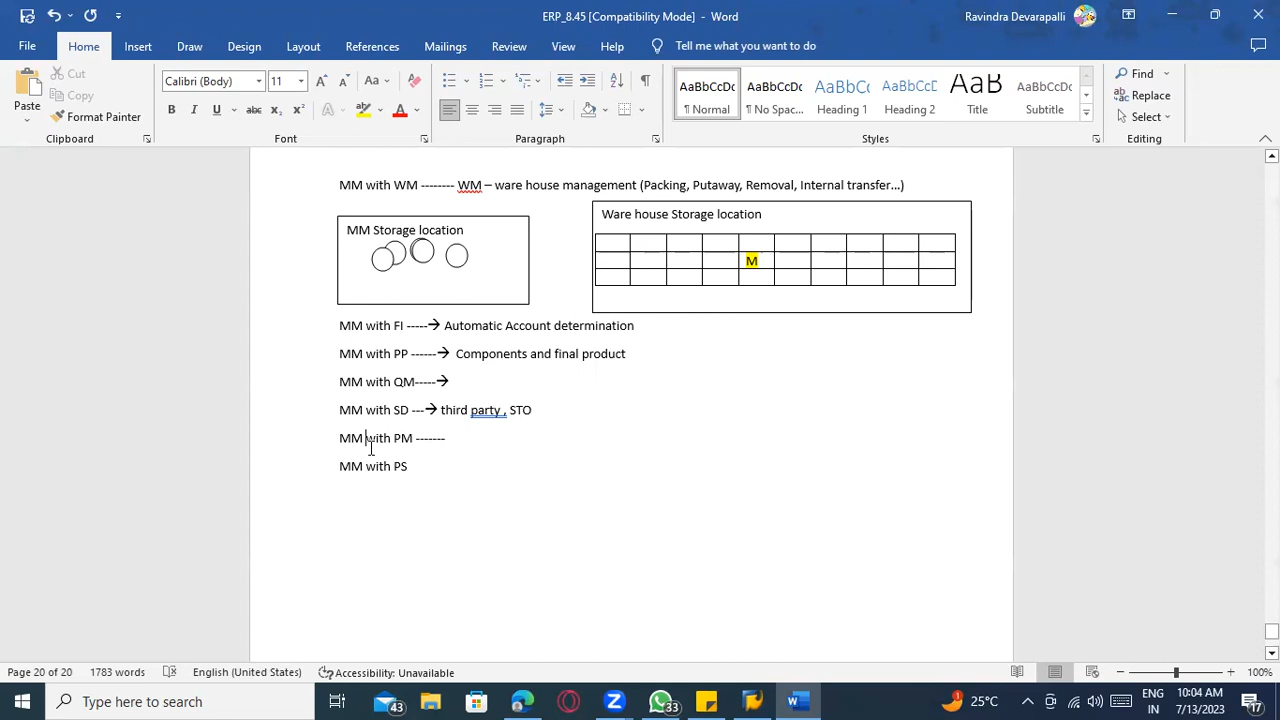 ERP_8.45 [Compatibility Mode] - Word
Ravindra Devarapalli
File Home Insert Draw Design Layout References Mailings Review View Help Tell me what you want to do
Paste
Cut
Copy
Format Painter
Clipboard
Calibri (Body) 11
Font
Paragraph
AaBbCcDc AaBbCcDc AaBbCc AaBbCcD AaB AaBbCcD
¶ Normal ¶ No Spac... Heading 1 Heading 2 Title Subtitle
Styles
Find
Replace
Select
Editing
MM with WM -------- WM – ware house management (Packing, Putaway, Removal, Internal transfer...)
MM Storage location
Ware house Storage location
M
MM with FI -----→ Automatic Account determination
MM with PP ------→ Components and final product
MM with QM-----→
MM with SD ---→ third party , STO
MM with PM -------
MM with PS
Page 20 of 20 1783 words English (United States) Accessibility: Unavailable 100%
Type here to search
43
33
25°C
ENG
IN
10:04 AM
7/13/2023
17